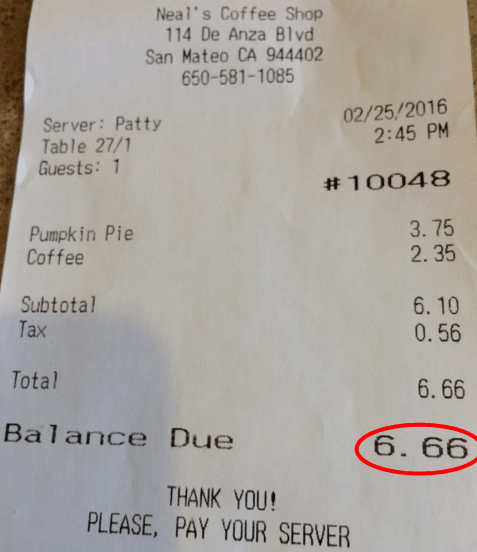 Neal's Coffee Shop
114 De Anza Blvd
San Mateo CA 944402
650-581-1085
Server: Patty 02/25/2016
Table 27/1 2:45 PM
Guests: 1
#10048
Pumpkin Pie 3.75
Coffee 2.35
Subtotal 6.10
Tax 0.56
Total 6.66
Balance Due 6.66
THANK YOU!
PLEASE, PAY YOUR SERVER